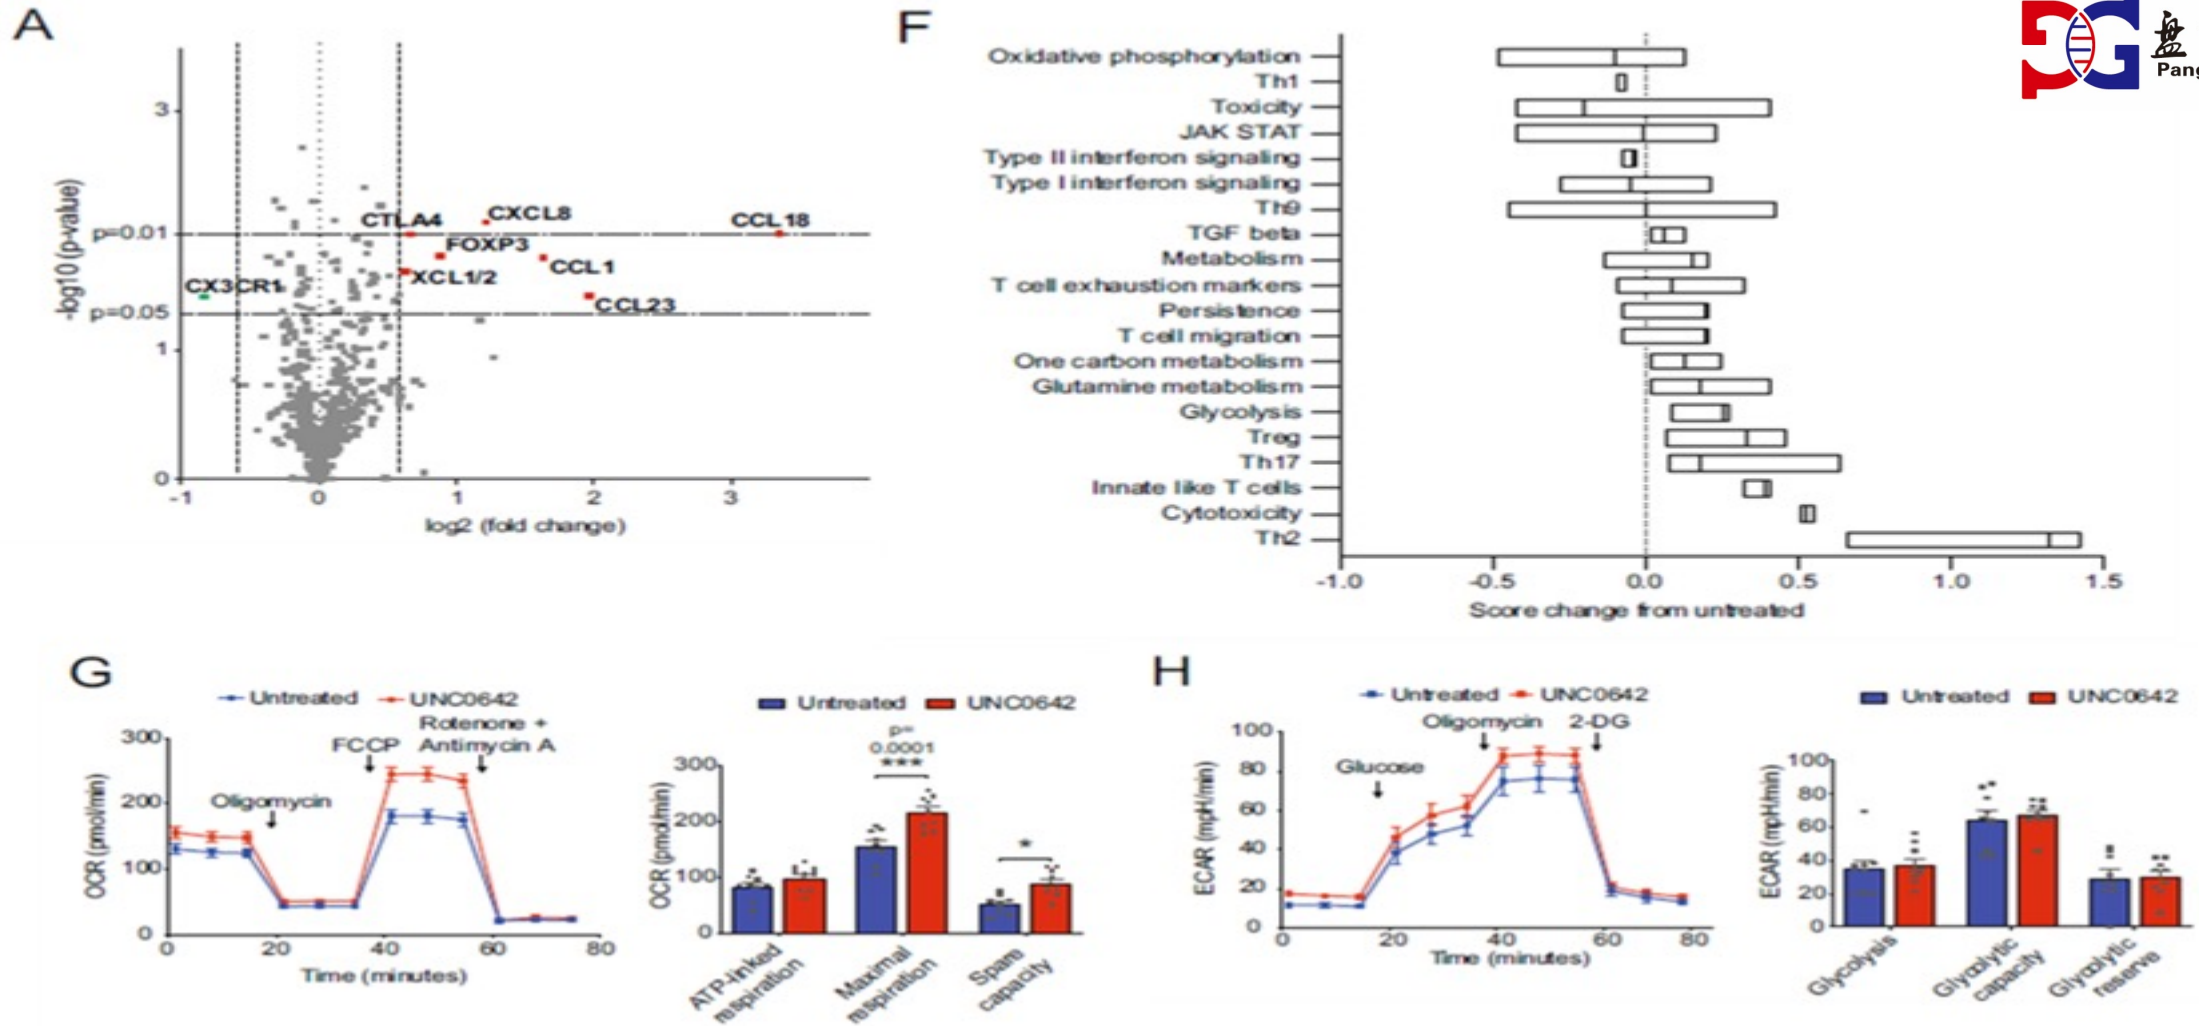 A
-log10 (p-value)
3
p=0.01
p=0.05
1
0
CTLA4
CXCL8
CCL18
FOXP3
CCL1
XCL1/2
CX3CR1
CCL23
-1 0 1 2 3
log2 (fold change)
F
Oxidative phosphorylation
Th1
Toxicity
JAK STAT
Type II interferon signaling
Type I interferon signaling
Th9
TGF beta
Metabolism
T cell exhaustion markers
Persistence
T cell migration
One carbon metabolism
Glutamine metabolism
Glycolysis
Treg
Th17
Innate like T cells
Cytotoxicity
Th2
-1.0 -0.5 0.0 0.5 1.0 1.5
Score change from untreated
盘
Pang
G
Untreated UNC0642
Rotenone +
Antimycin A
FCCP
Oligomycin
OCR (pmol/min)
300
200
100
0
0 20 40 60 80
Time (minutes)
Untreated UNC0642
p=
0.0001
***
*
OCR (pmol/min)
300
200
100
0
ATP-linked
respiration
Maximal
respiration
Spare
capacity
H
Untreated UNC0642
Oligomycin 2-DG
Glucose
ECAR (mpH/min)
100
80
60
40
20
0
0 20 40 60 80
Time (minutes)
Untreated UNC0642
ECAR (mpH/min)
100
80
60
40
20
0
Glycolysis
Glycolytic
capacity
Glycolytic
reserve